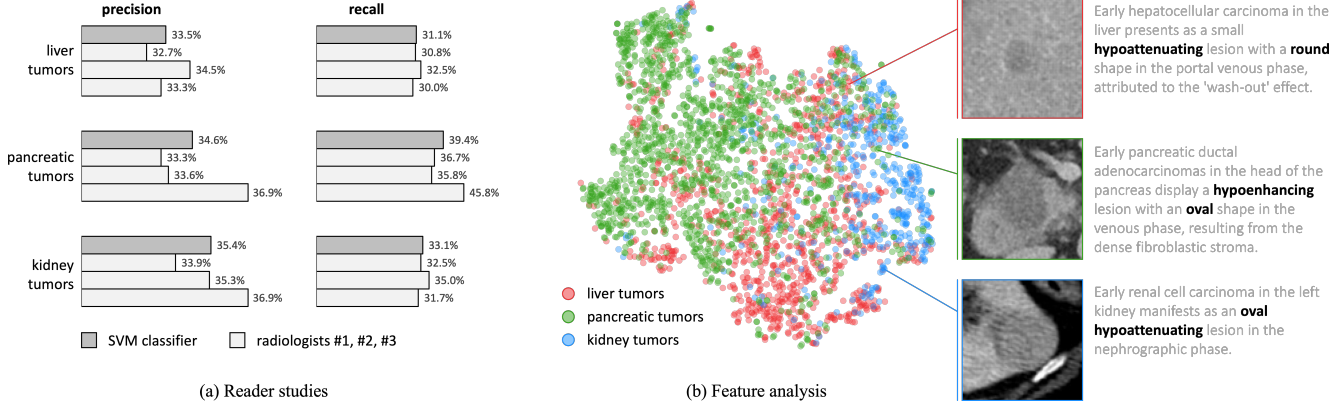 precision
recall
liver
tumors
33.5%
32.7%
34.5%
33.3%
31.1%
30.8%
32.5%
30.0%
pancreatic
tumors
34.6%
33.3%
33.6%
36.9%
39.4%
36.7%
35.8%
45.8%
kidney
tumors
35.4%
33.9%
35.3%
36.9%
33.1%
32.5%
35.0%
31.7%
SVM classifier
radiologists #1, #2, #3
(a) Reader studies
liver tumors
pancreatic tumors
kidney tumors
(b) Feature analysis
Early hepatocellular carcinoma in the
liver presents as a small
hypoattenuating lesion with a round
shape in the portal venous phase,
attributed to the 'wash-out' effect.
Early pancreatic ductal
adenocarcinomas in the head of the
pancreas display a hypoenhancing
lesion with an oval shape in the
venous phase, resulting from the
dense fibroblastic stroma.
Early renal cell carcinoma in the left
kidney manifests as an oval
hypoattenuating lesion in the
nephrographic phase.